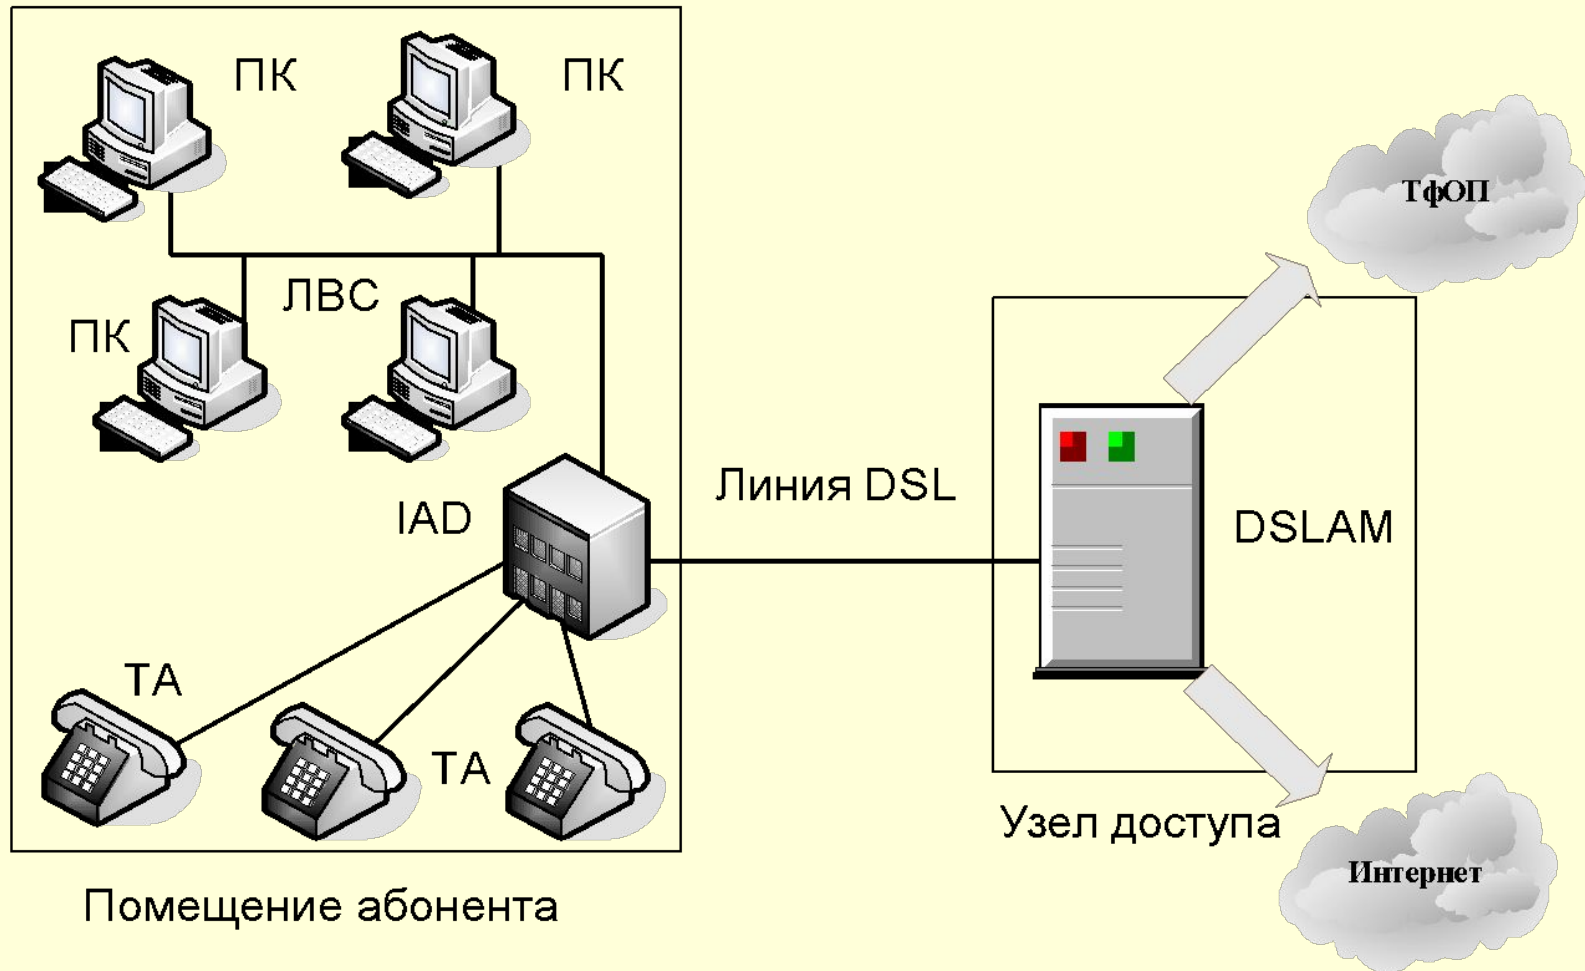 ПК
ПК
ТфОП
ЛВС
ПК
Линия DSL
IAD
DSLAM
ТА
ТА
Узел доступа
Интернет
Помещение абонента